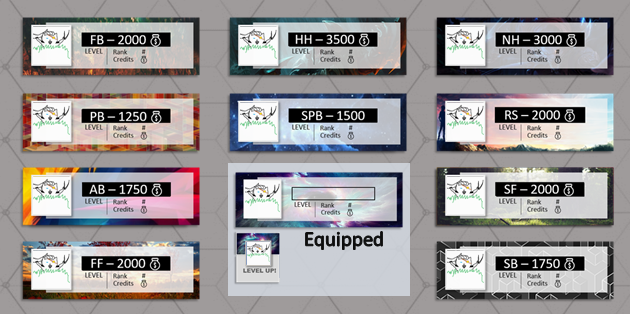 FB – 2000 $
LEVEL Rank #
Credits $
HH – 3500 $
LEVEL Rank #
Credits $
NH – 3000 $
LEVEL Rank #
Credits $
PB – 1250 $
LEVEL Rank #
Credits $
SPB – 1500
LEVEL Rank #
Credits $
RS – 2000 $
LEVEL Rank #
Credits $
AB – 1750 $
LEVEL Rank #
Credits $
LEVEL Rank #
Credits $
Equipped
LEVEL UP!
SF – 2000 $
LEVEL Rank #
Credits $
FF – 2000 $
LEVEL Rank #
Credits $
SB – 1750 $
LEVEL Rank #
Credits $